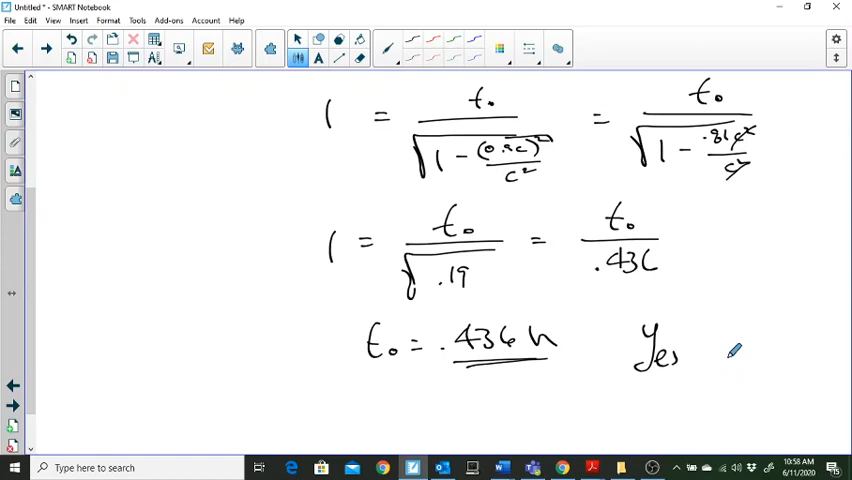 Untitled * - SMART Notebook
File Edit View Insert Format Tools Add-ons Account Help
1 = t₀ / √(1 - (0.9c)² / c²) = t₀ / √(1 - .81c² / c²)
1 = t₀ / √.19 = t₀ / .436
t₀ = .436 h Yes
Type here to search
10:58 AM
6/11/2020
15